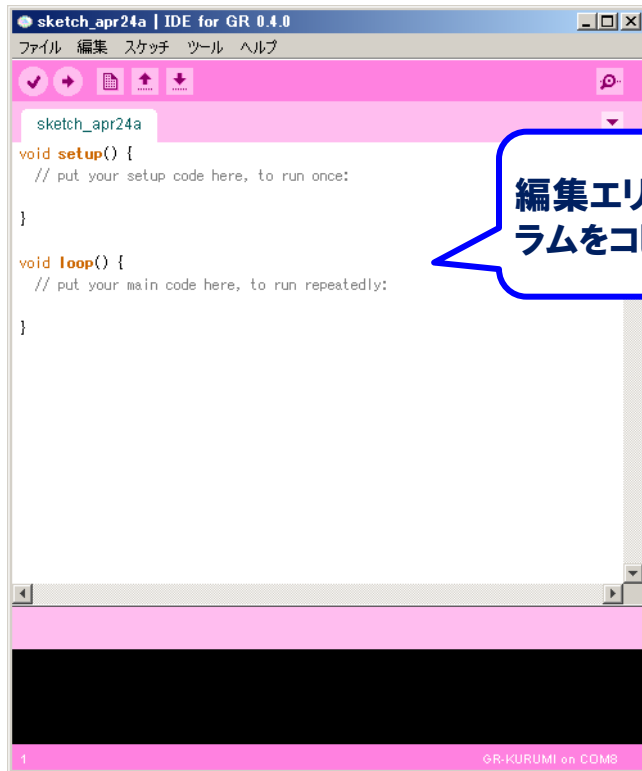 sketch_apr24a | IDE for GR 0.4.0
ファイル 編集 スケッチ ツール ヘルプ
sketch_apr24a
void setup() {
// put your setup code here, to run once:
}
void loop() {
// put your main code here, to run repeatedly:
}
編集エリ
ラムをコ
1
GR-KURUMI on COM8